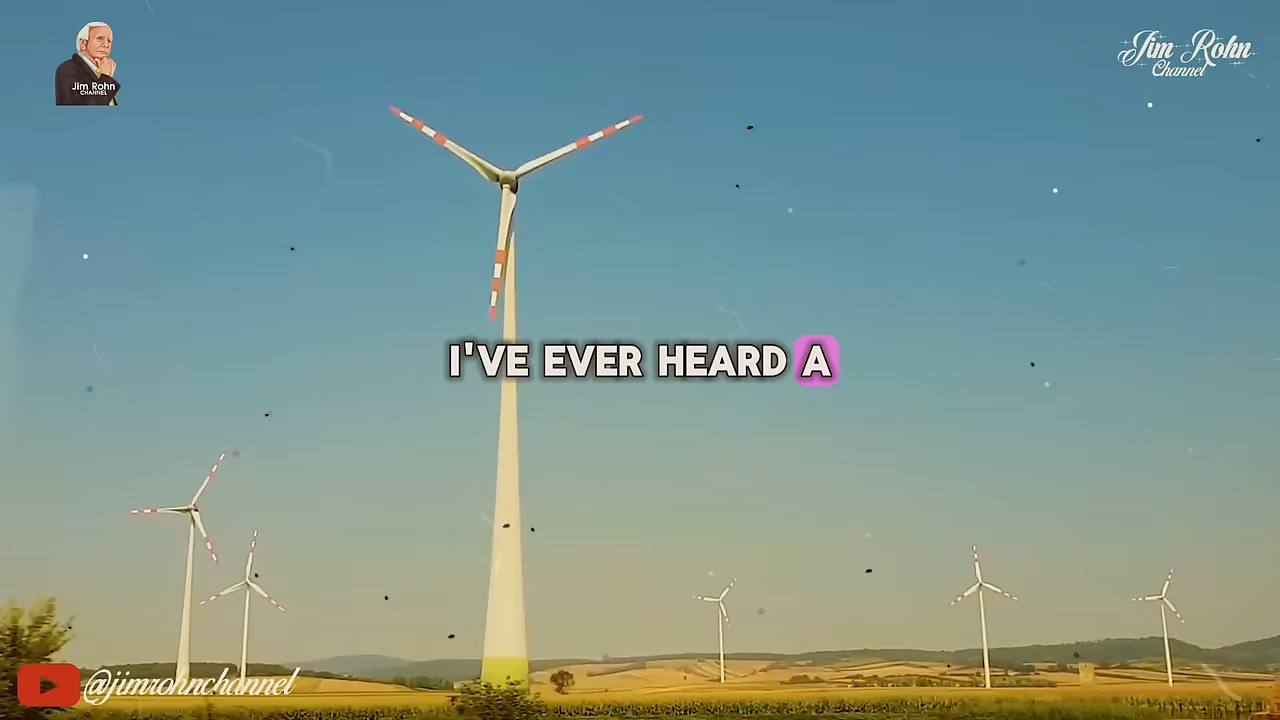 Jim Rohn
CHANNEL
Jim Rohn
Channel
I'VE EVER HEARD A
@jimrohnchannel